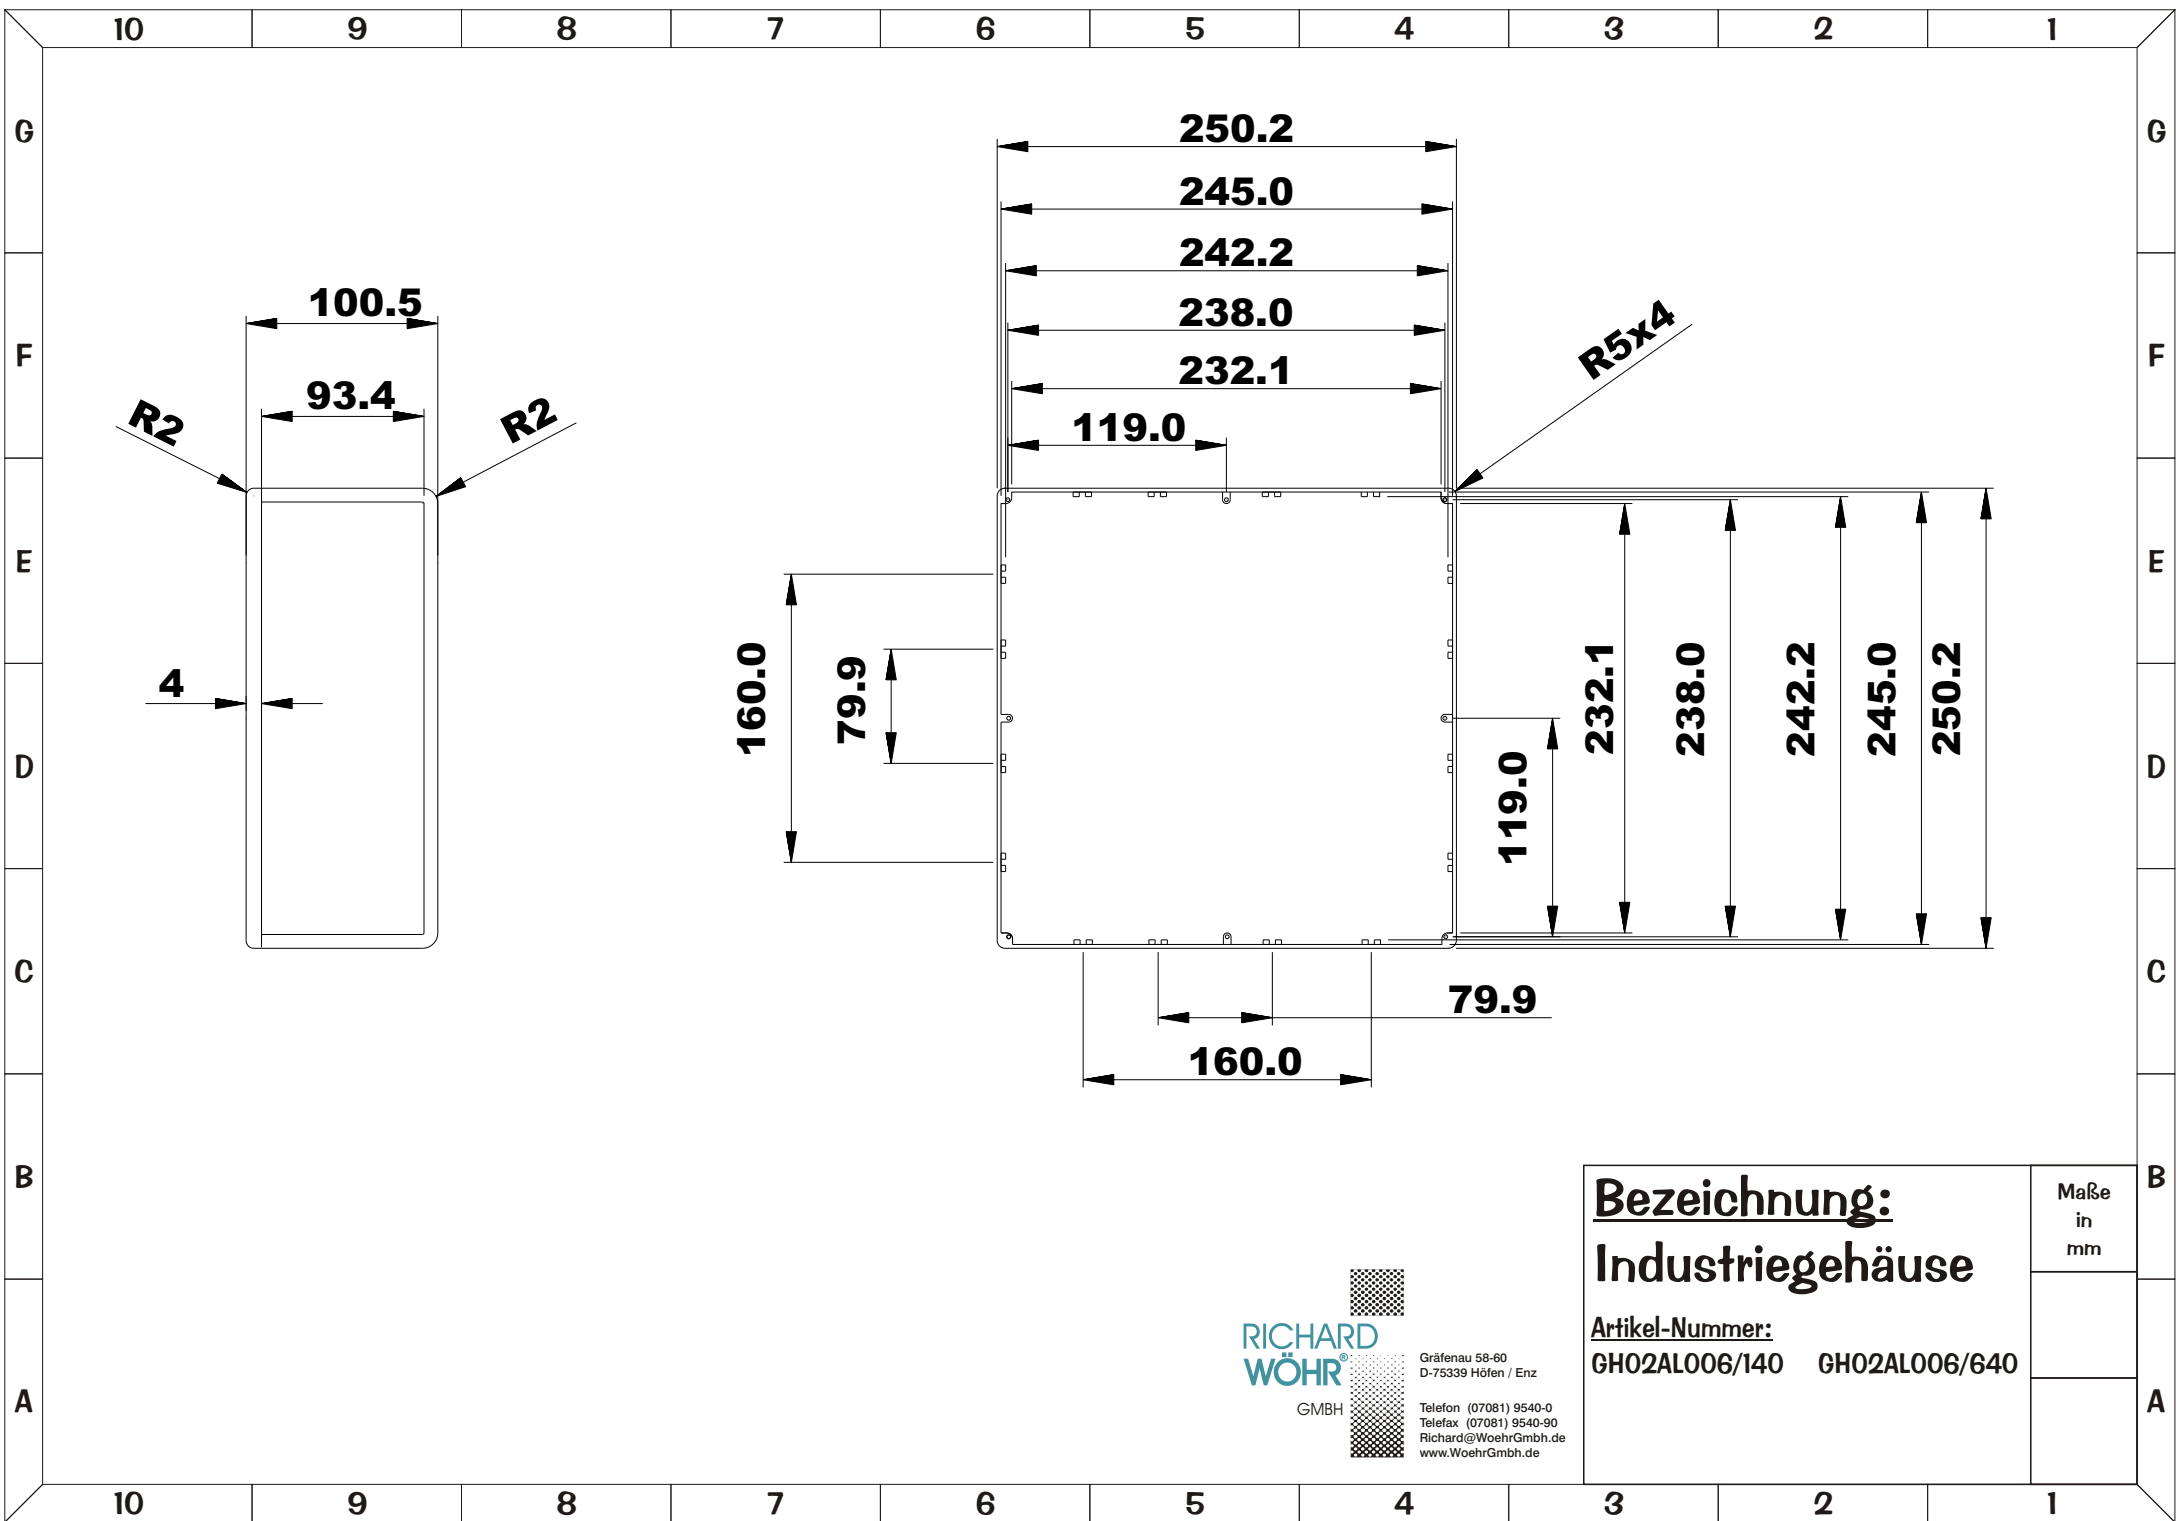 10 9 8 7 6 5 4 3 2 1
G G
250.2
245.0
242.2
238.0
232.1
119.0
R5x4
F F
100.5
93.4
R2 R2
4
E E
160.0
79.9
119.0
232.1
238.0
242.2
245.0
250.2
D D
C C
79.9
160.0
B B
Bezeichnung:
Industriegehäuse
Maße
in
mm
Artikel-Nummer:
GH02AL006/140 GH02AL006/640
RICHARD
WÖHR®
GMBH
Gräfenau 58-60
D-75339 Höfen / Enz
Telefon (07081) 9540-0
Telefax (07081) 9540-90
Richard@WoehrGmbh.de
www.WoehrGmbh.de
A A
10 9 8 7 6 5 4 3 2 1